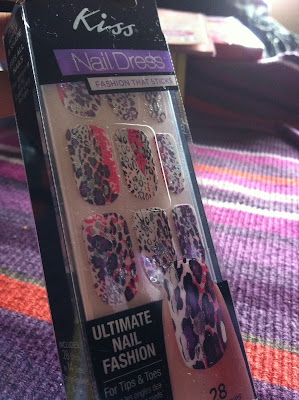 Kiss
Nail Dress
FASHION THAT STICKS
ULTIMATE
NAIL
FASHION
For Tips & Toes
28